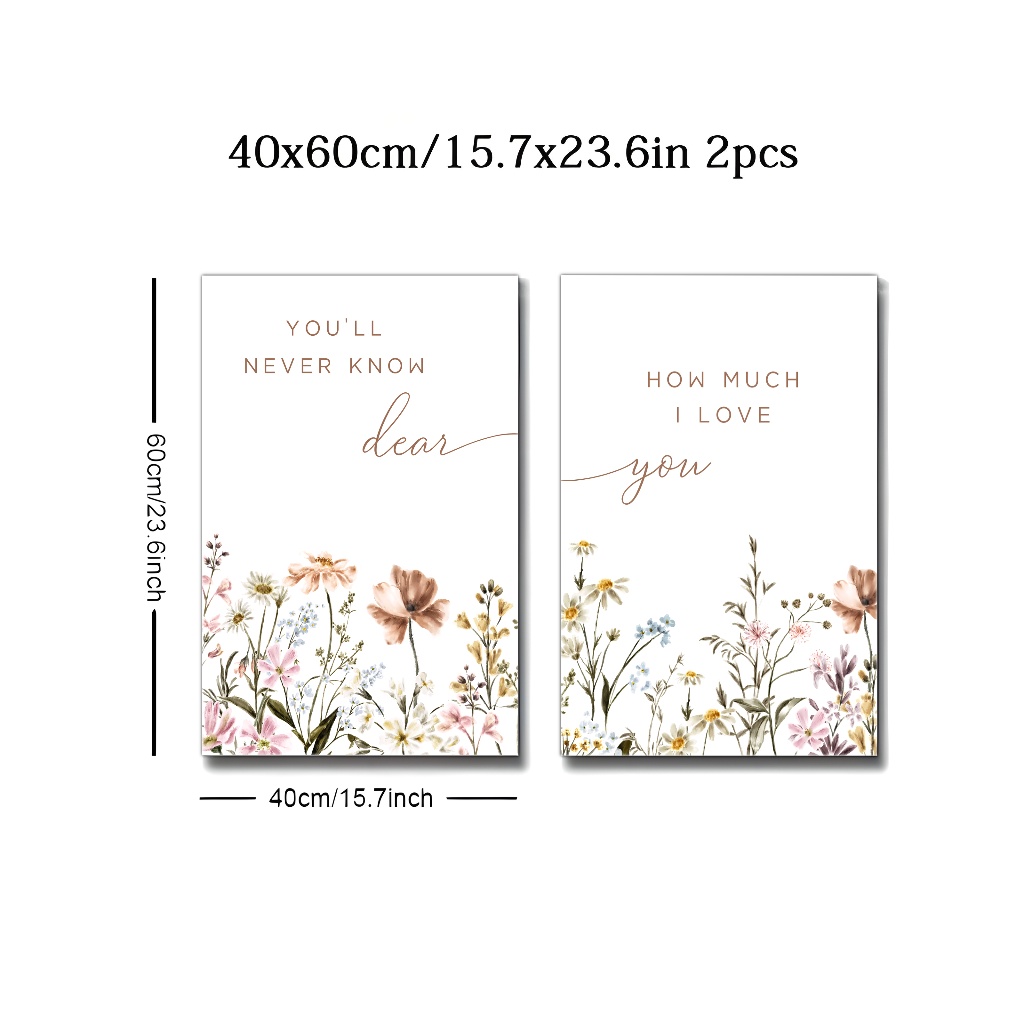 40x60cm/15.7x23.6in 2pcs
YOU'LL
NEVER KNOW
dear
HOW MUCH
I LOVE
you
60cm/23.6inch
40cm/15.7inch